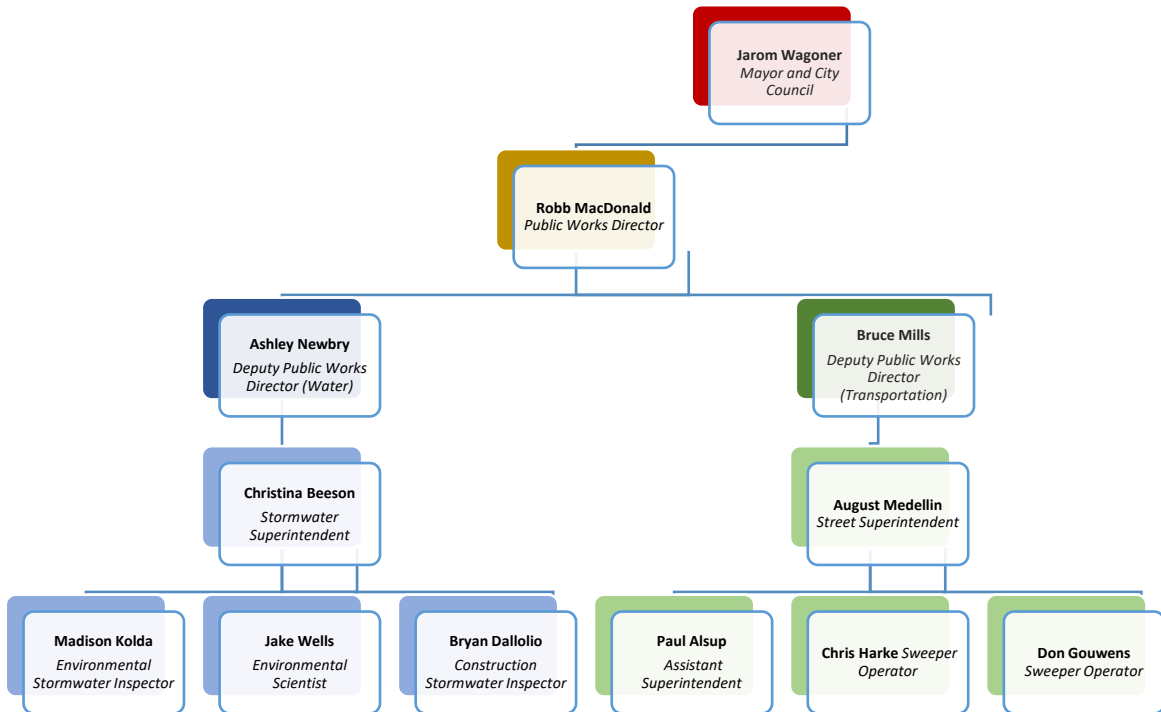 Jarom Wagoner
Mayor and City
Council
Robb MacDonald
Public Works Director
Ashley Newbry
Deputy Public Works
Director (Water)
Bruce Mills
Deputy Public Works
Director
(Transportation)
Christina Beeson
Stormwater
Superintendent
August Medellin
Street Superintendent
Madison Kolda
Environmental
Stormwater Inspector
Jake Wells
Environmental
Scientist
Bryan Dallolio
Construction
Stormwater Inspector
Paul Alsup
Assistant
Superintendent
Chris Harke Sweeper
Operator
Don Gouwens
Sweeper Operator